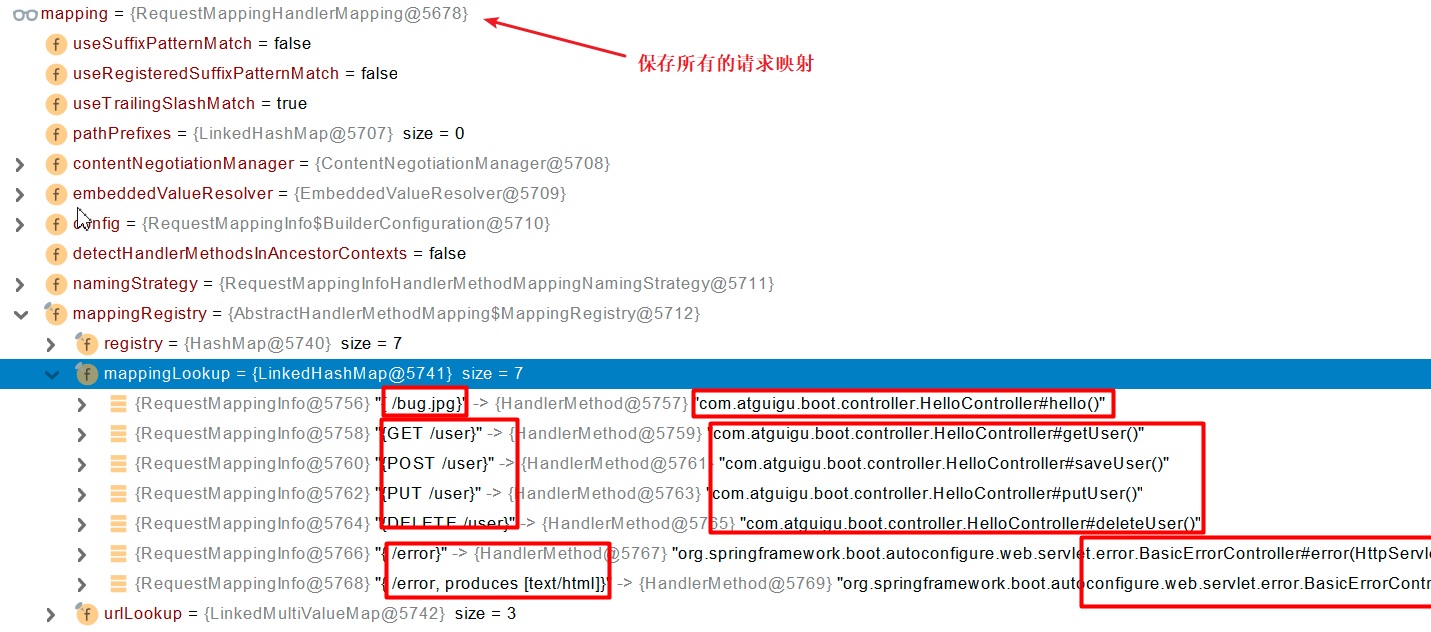 mapping = {RequestMappingHandlerMapping@5678}
保存所有的请求映射
f useSuffixPatternMatch = false
f useRegisteredSuffixPatternMatch = false
f useTrailingSlashMatch = true
f pathPrefixes = {LinkedHashMap@5707} size = 0
f contentNegotiationManager = {ContentNegotiationManager@5708}
f embeddedValueResolver = {EmbeddedValueResolver@5709}
f config = {RequestMappingInfo$BuilderConfiguration@5710}
f detectHandlerMethodsInAncestorContexts = false
f namingStrategy = {RequestMappingInfoHandlerMethodMappingNamingStrategy@5711}
f mappingRegistry = {AbstractHandlerMethodMapping$MappingRegistry@5712}
f registry = {HashMap@5740} size = 7
f mappingLookup = {LinkedHashMap@5741} size = 7
{RequestMappingInfo@5756} "{ /bug.jpg}" -> {HandlerMethod@5757} "com.atguigu.boot.controller.HelloController#hello()"
{RequestMappingInfo@5758} "{GET /user}" -> {HandlerMethod@5759} "com.atguigu.boot.controller.HelloController#getUser()"
{RequestMappingInfo@5760} "{POST /user}" -> {HandlerMethod@5761} "com.atguigu.boot.controller.HelloController#saveUser()"
{RequestMappingInfo@5762} "{PUT /user}" -> {HandlerMethod@5763} "com.atguigu.boot.controller.HelloController#putUser()"
{RequestMappingInfo@5764} "{DELETE /user}" -> {HandlerMethod@5765} "com.atguigu.boot.controller.HelloController#deleteUser()"
{RequestMappingInfo@5766} "{ /error}" -> {HandlerMethod@5767} "org.springframework.boot.autoconfigure.web.servlet.error.BasicErrorController#error(HttpServl
{RequestMappingInfo@5768} "{ /error, produces [text/html]}" -> {HandlerMethod@5769} "org.springframework.boot.autoconfigure.web.servlet.error.BasicErrorContr
f urlLookup = {LinkedMultiValueMap@5742} size = 3